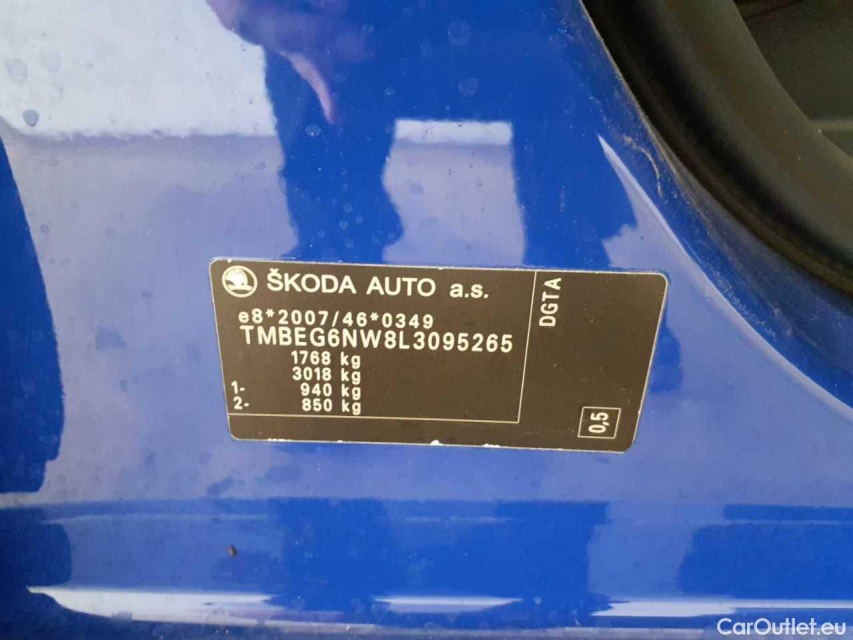 ŠKODA AUTO a.s.
e8*2007/46*0349
TMBEG6NW8L3095265
1768 kg
3018 kg
1- 940 kg
2- 850 kg
DGTA
0,5
CarOutlet.eu